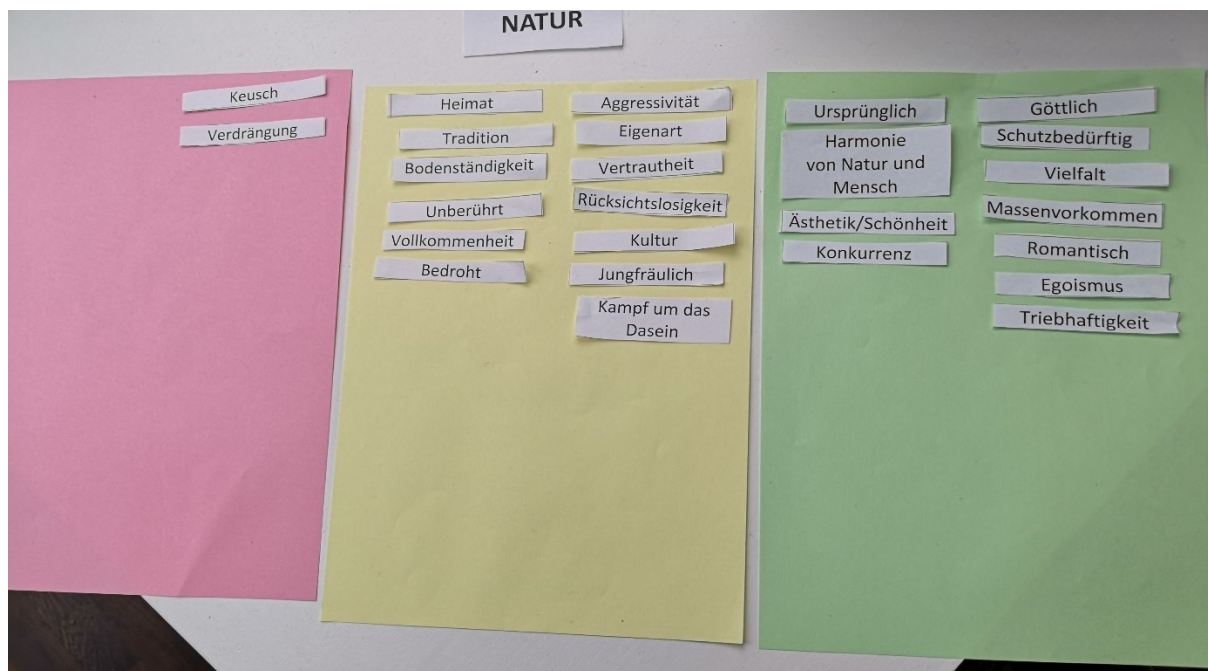 NATUR
Keusch
Verdrängung
Heimat
Tradition
Bodenständigkeit
Unberührt
Vollkommenheit
Bedroht
Aggressivität
Eigenart
Vertrautheit
Rücksichtslosigkeit
Kultur
Jungfräulich
Kampf um das
Dasein
Ursprünglich
Harmonie
von Natur und
Mensch
Ästhetik/Schönheit
Konkurrenz
Göttlich
Schutzbedürftig
Vielfalt
Massenvorkommen
Romantisch
Egoismus
Triebhaftigkeit